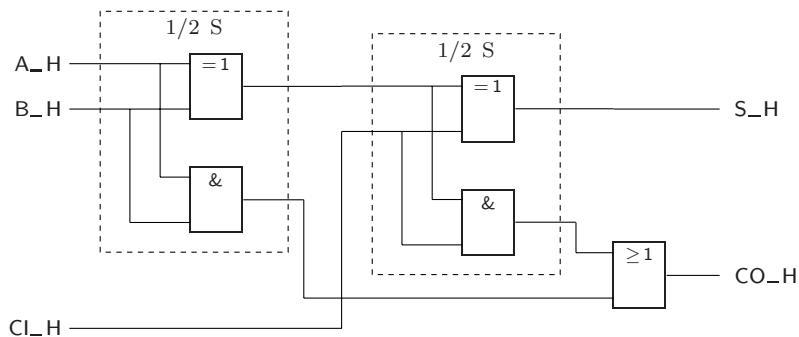 1/2 S
1/2 S
A_H
=1
=1
B_H
S_H
&
&
≥1
CO_H
CI_H